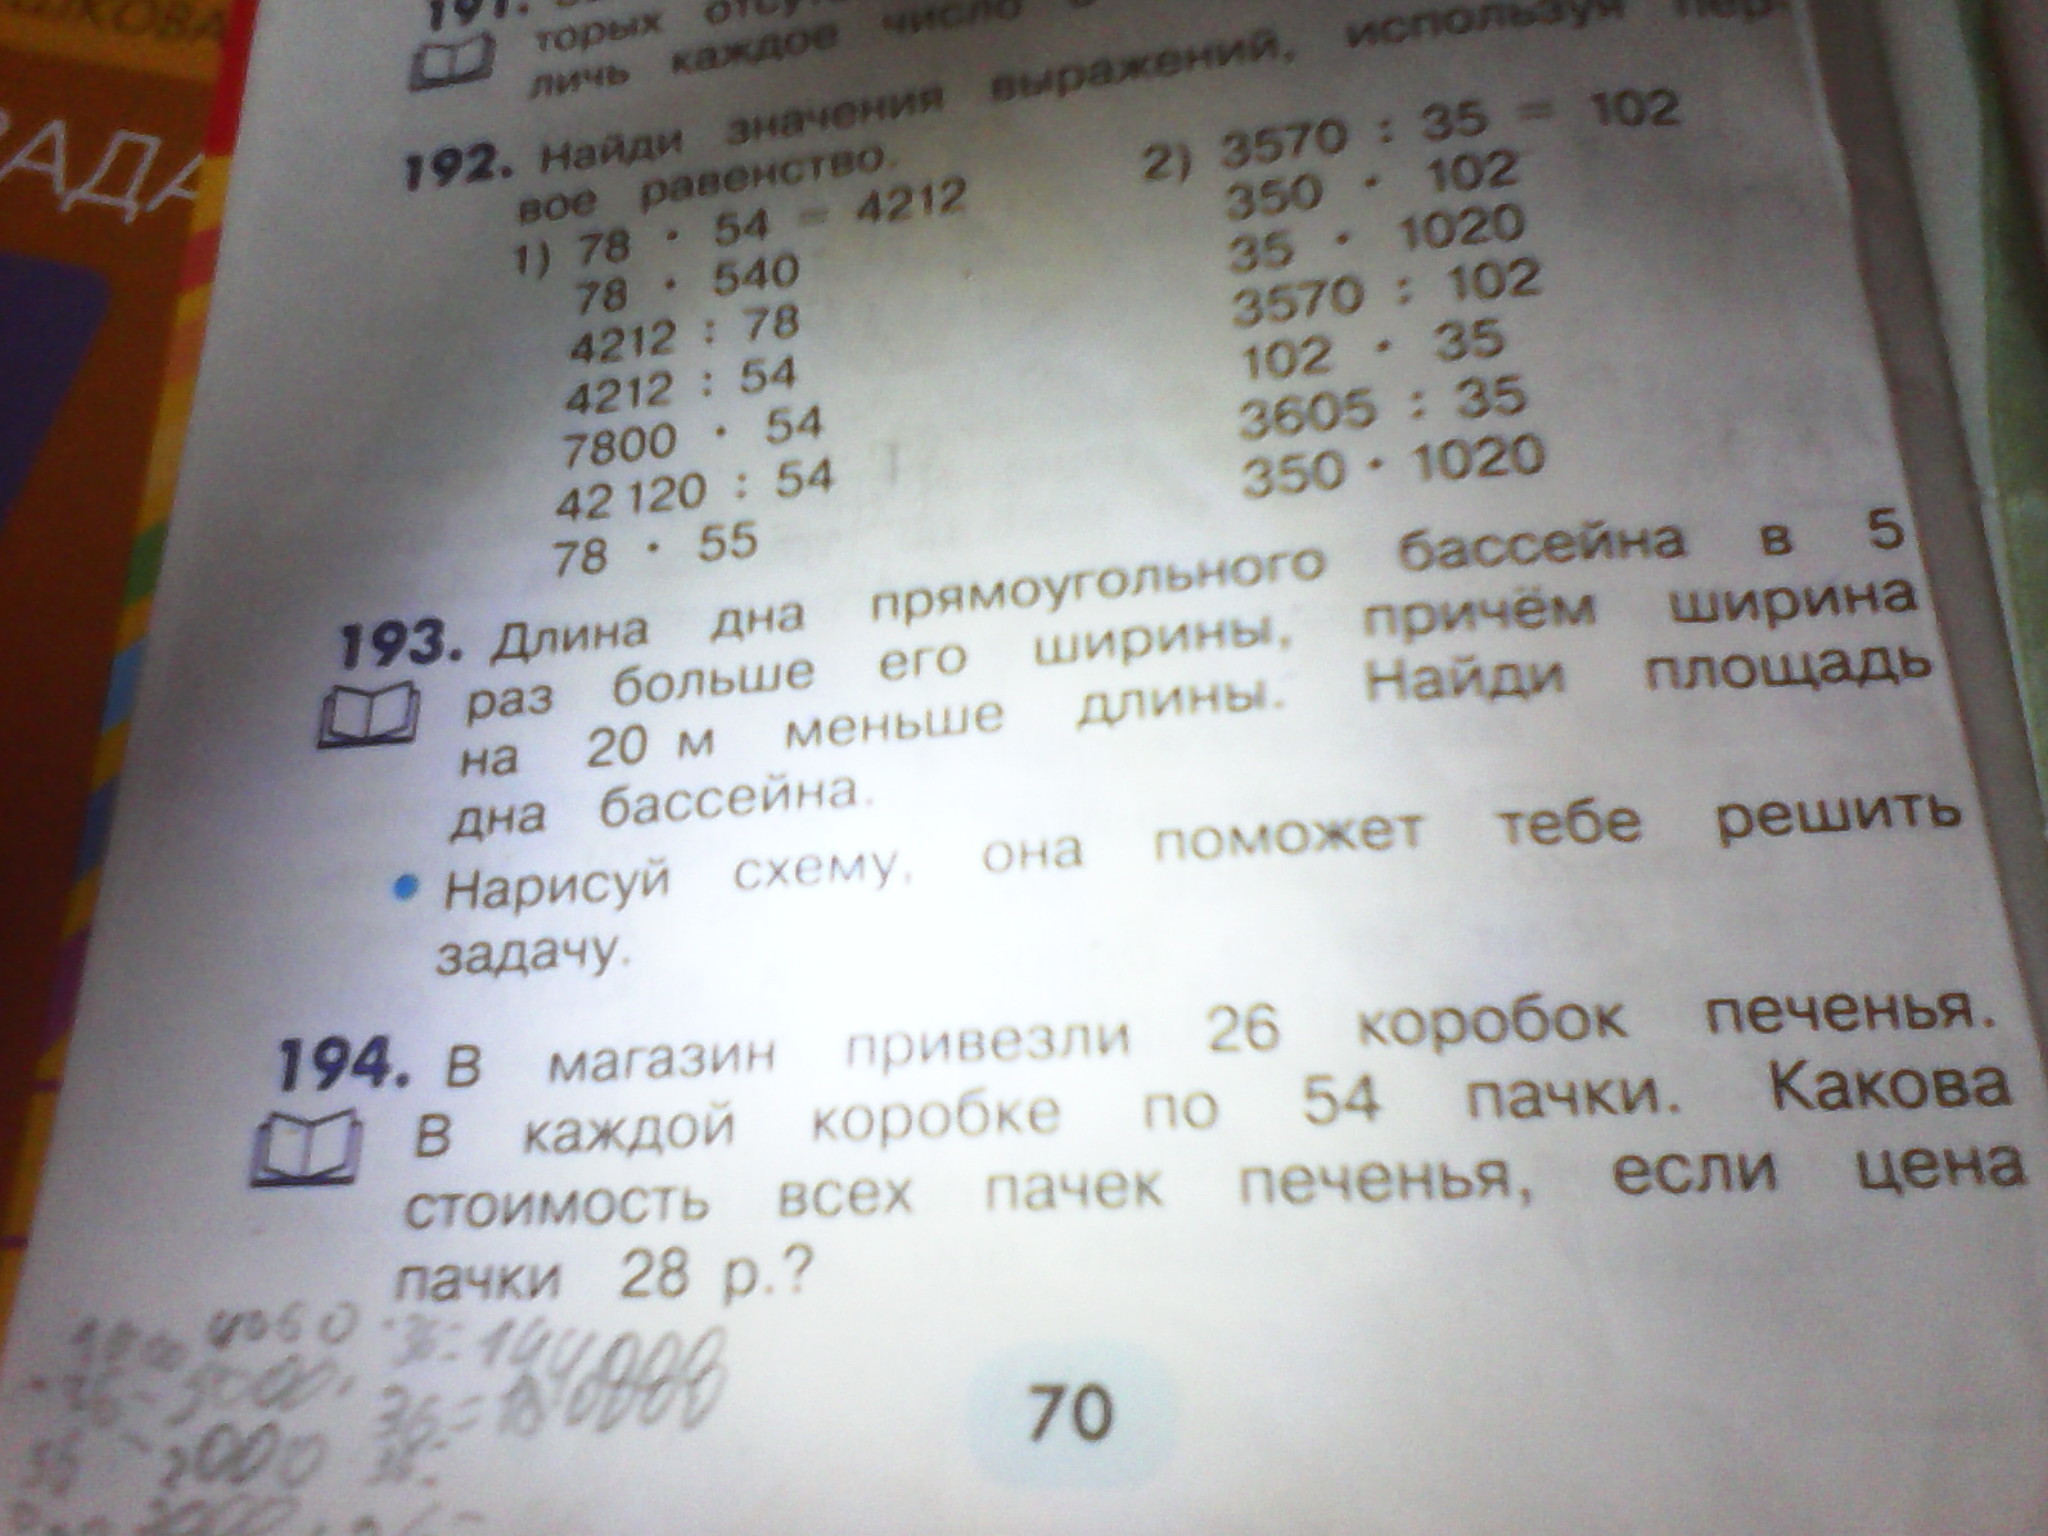 191.
торых
личь каждое число
192. Найди значения выражений, используя пер-
вое равенство.
1) 78 · 54 = 4212
78 · 540
4212 : 78
4212 : 54
7800 · 54
42 120 : 54
78 · 55
2) 3570 : 35 = 102
350 · 102
35 · 1020
3570 : 102
102 · 35
3605 : 35
350 · 1020
193. Длина дна прямоугольного бассейна в 5
раз больше его ширины, причём ширина
на 20 м меньше длины. Найди площадь
дна бассейна.
• Нарисуй схему, она поможет тебе решить
задачу.
194. В магазин привезли 26 коробок печенья.
В каждой коробке по 54 пачки. Какова
стоимость всех пачек печенья, если цена
пачки 28 р.?
70